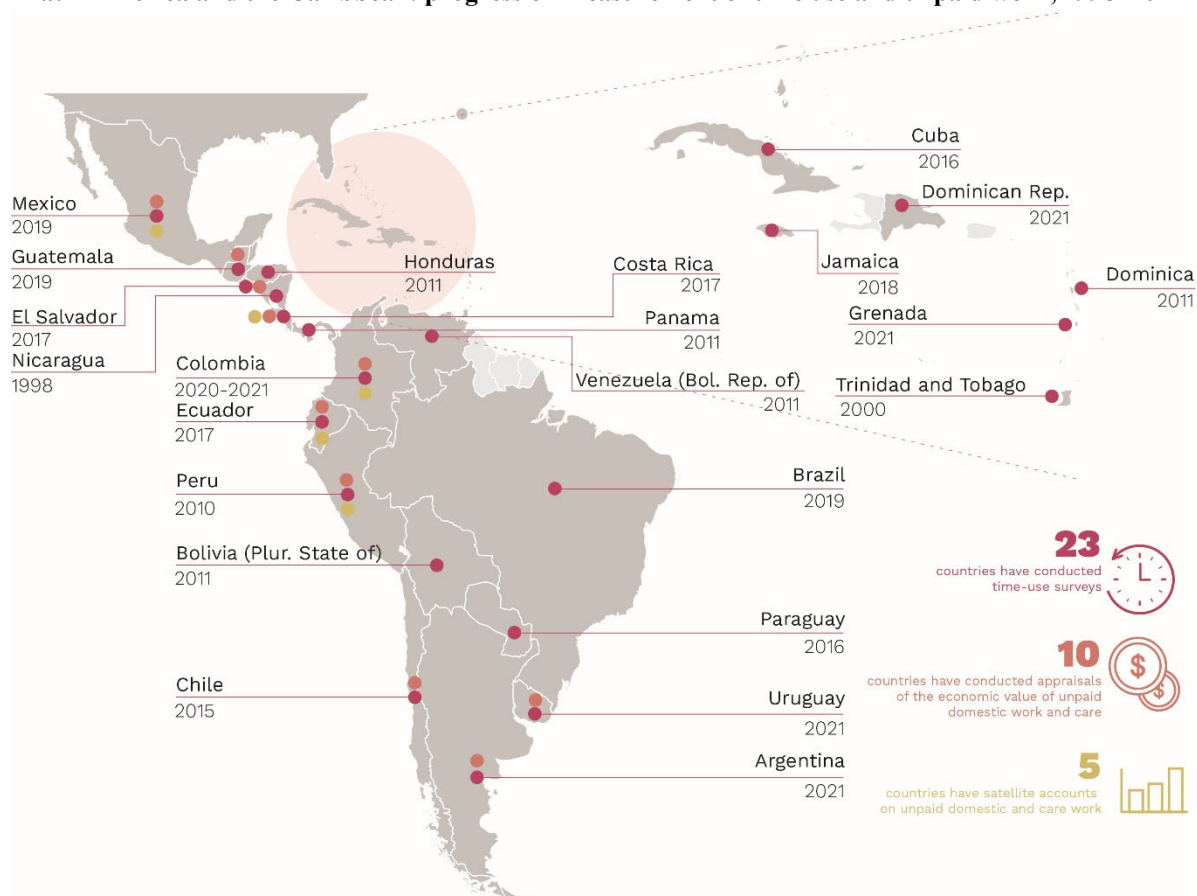 Mexico
2019
Guatemala
2019
El Salvador
2017
Nicaragua
1998
Honduras
2011
Costa Rica
2017
Panama
2011
Venezuela (Bol. Rep. of)
2011
Colombia
2020-2021
Ecuador
2017
Peru
2010
Bolivia (Plur. State of)
2011
Chile
2015
Brazil
2019
Paraguay
2016
Uruguay
2021
Argentina
2021
Cuba
2016
Dominican Rep.
2021
Jamaica
2018
Dominica
2011
Grenada
2021
Trinidad and Tobago
2000
23
countries have conducted
time-use surveys
10
countries have conducted appraisals
of the economic value of unpaid
domestic work and care
$
$
5
countries have satellite accounts
on unpaid domestic and care work